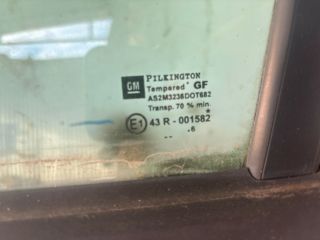 GM
PILKINGTON
Tempered GF
AS2M3236DOT682
Transp. 70 % min.
E1 43 R - 001582